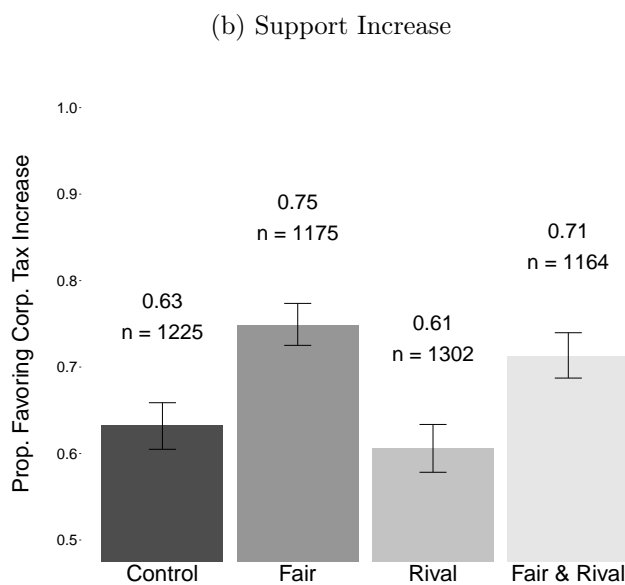 (b) Support Increase
Prop. Favoring Corp. Tax Increase
1.0
0.9
0.8
0.7
0.6
0.5
0.63
n = 1225
0.75
n = 1175
0.61
n = 1302
0.71
n = 1164
Control
Fair
Rival
Fair & Rival